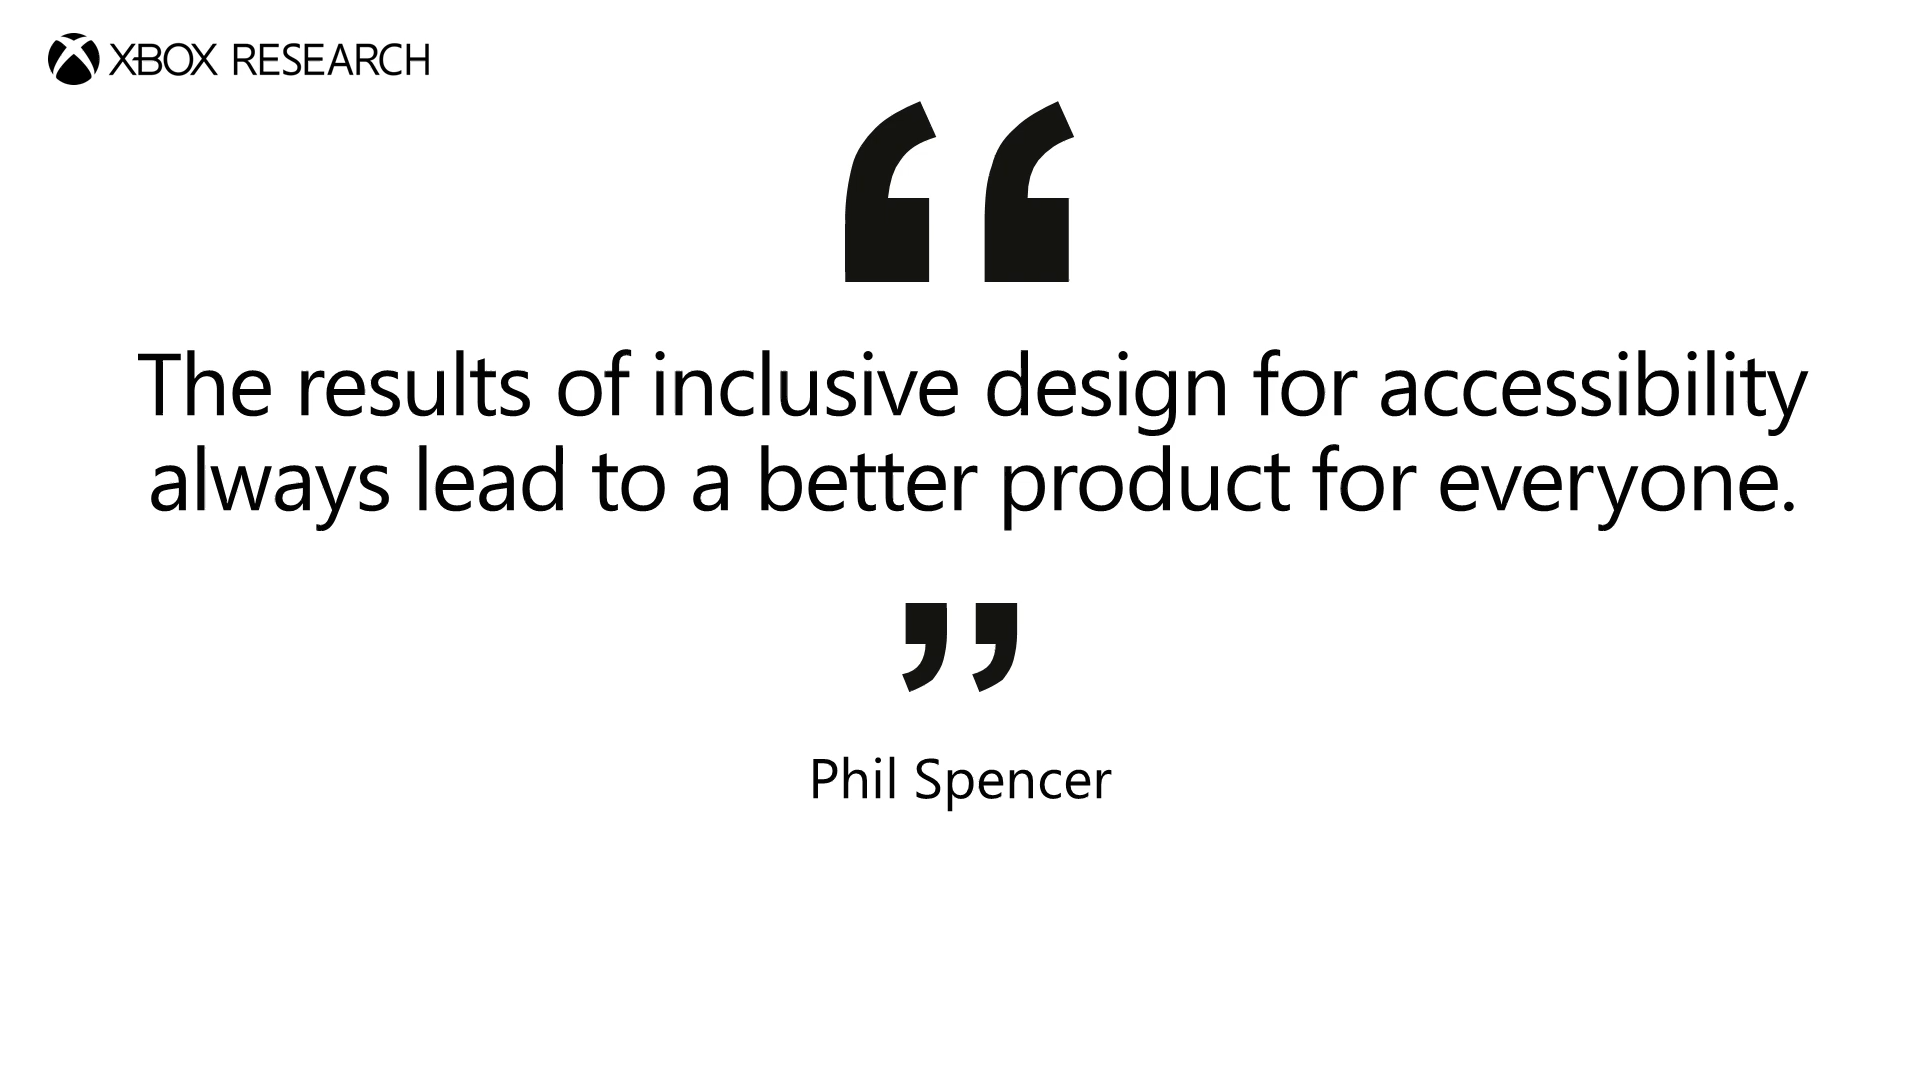 XBOX RESEARCH
“
The results of inclusive design for accessibility
always lead to a better product for everyone.
”
Phil Spencer